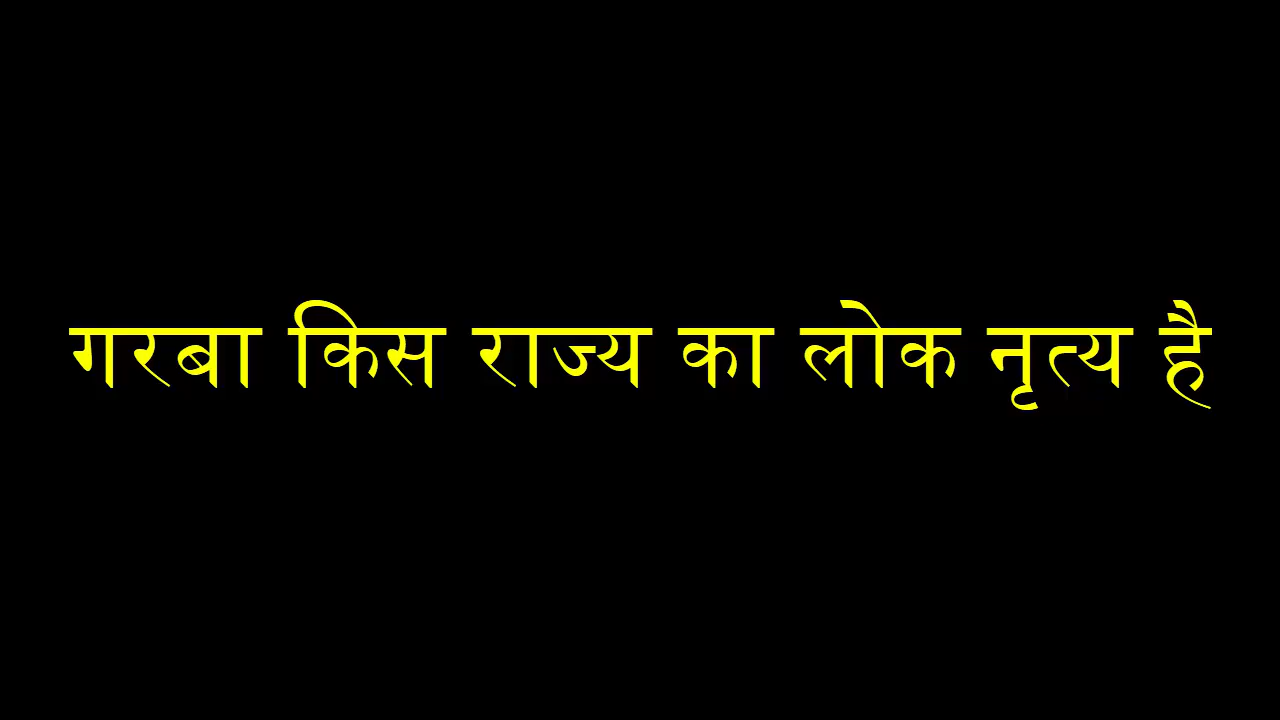 गरबा किस राज्य का लोक नृत्य है